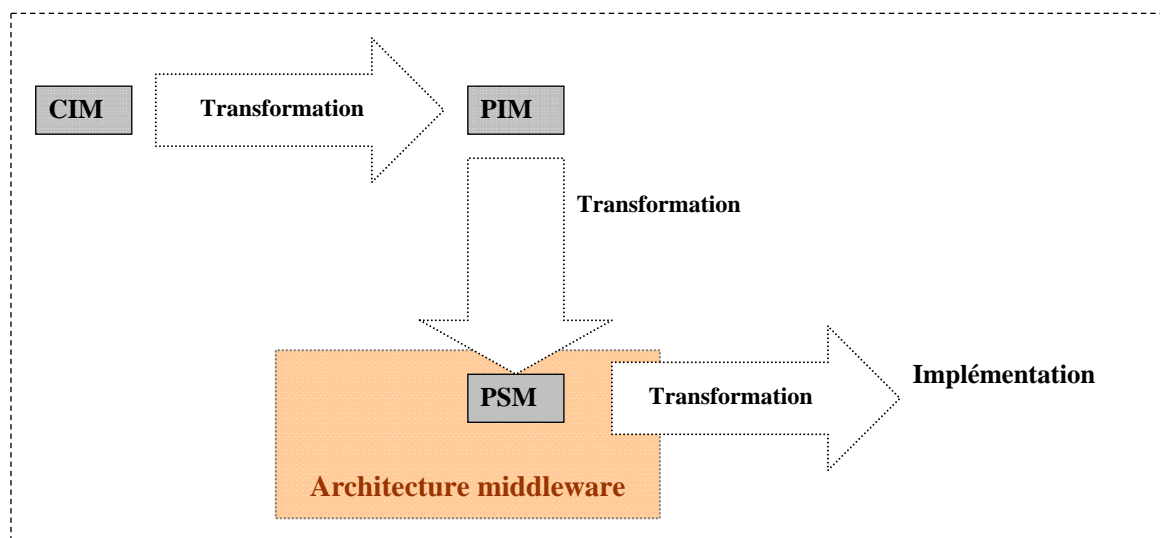 CIM
Transformation
PIM
Transformation
PSM
Transformation
Implémentation
Architecture middleware